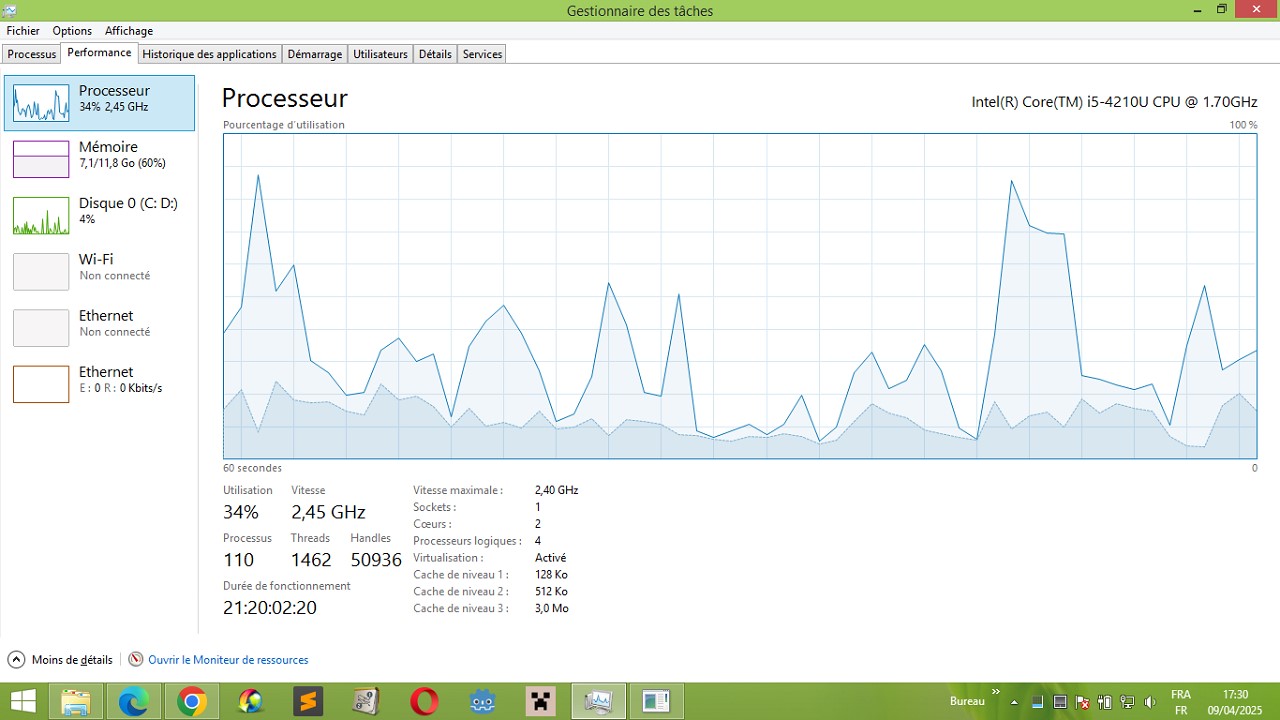 Gestionnaire des tâches
Fichier Options Affichage
Processus Performance Historique des applications Démarrage Utilisateurs Détails Services
Processeur
34% 2,45 GHz
Mémoire
7,1/11,8 Go (60%)
Disque 0 (C: D:)
4%
Wi-Fi
Non connecté
Ethernet
Non connecté
Ethernet
E : 0 R : 0 Kbits/s
Processeur
Intel(R) Core(TM) i5-4210U CPU @ 1.70GHz
Pourcentage d'utilisation 100 %
60 secondes 0
Utilisation Vitesse
34% 2,45 GHz
Processus Threads Handles
110 1462 50936
Durée de fonctionnement
21:20:02:20
Vitesse maximale : 2,40 GHz
Sockets : 1
Cœurs : 2
Processeurs logiques : 4
Virtualisation : Activé
Cache de niveau 1 : 128 Ko
Cache de niveau 2 : 512 Ko
Cache de niveau 3 : 3,0 Mo
Moins de détails Ouvrir le Moniteur de ressources
Bureau
FRA
FR
17:30
09/04/2025